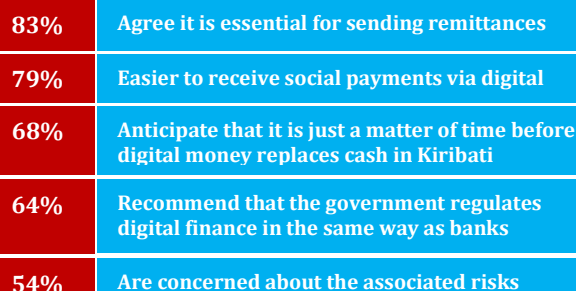 83% Agree it is essential for sending remittances
79% Easier to receive social payments via digital
68% Anticipate that it is just a matter of time before
digital money replaces cash in Kiribati
64% Recommend that the government regulates
digital finance in the same way as banks
54% Are concerned about the associated risks